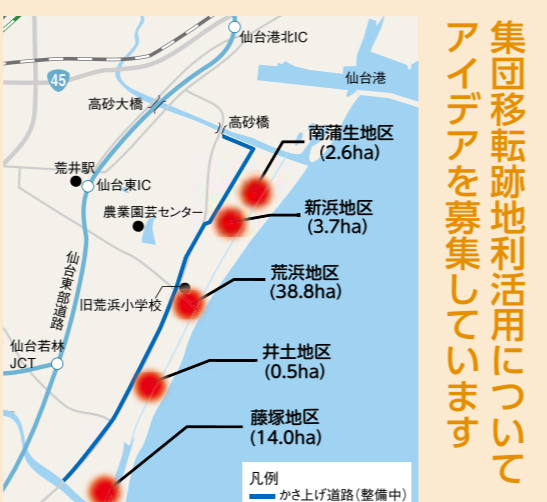 集団移転跡地利活用について
アイデアを募集しています
仙台港北IC
45
仙台港
高砂大橋
高砂橋
南蒲生地区
(2.6ha)
荒井駅
仙台東IC
農業園芸センター
新浜地区
(3.7ha)
仙台東部道路
荒浜地区
(38.8ha)
旧荒浜小学校
仙台若林
JCT
井土地区
(0.5ha)
藤塚地区
(14.0ha)
凡例
かさ上げ道路(整備中)